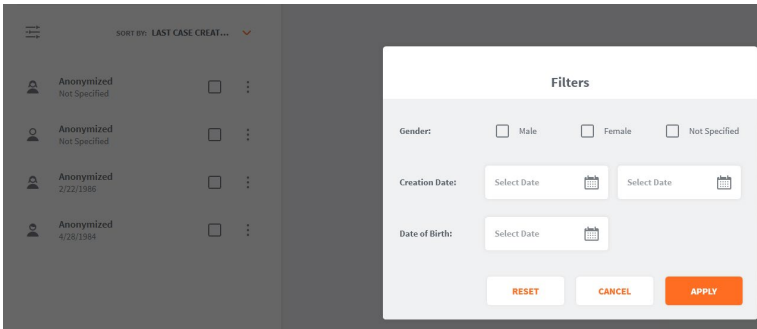 SORT BY: LAST CASE CREAT...
Anonymized
Not Specified
Anonymized
Not Specified
Anonymized
2/22/1986
Anonymized
4/28/1984
Filters
Gender: Male Female Not Specified
Creation Date: Select Date Select Date
Date of Birth: Select Date
RESET CANCEL APPLY